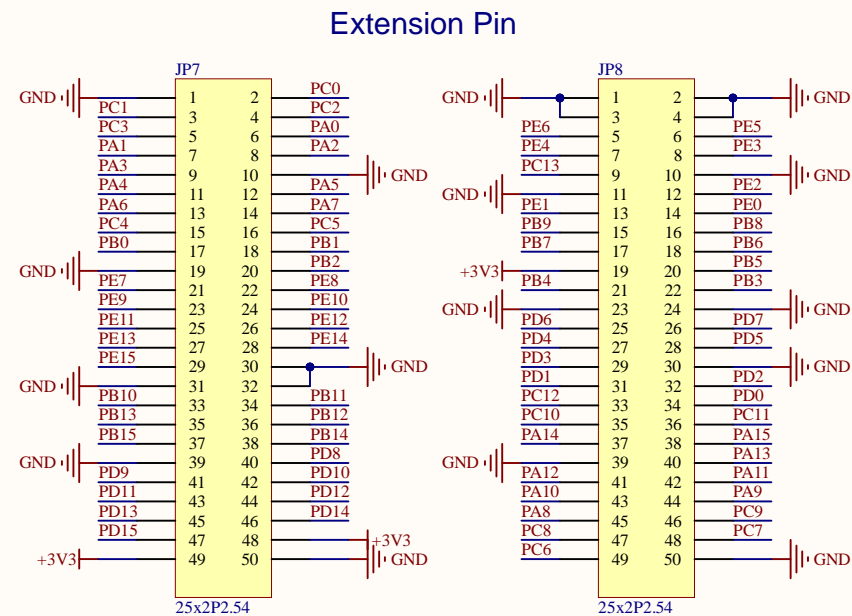 Extension Pin
JP7
GND 1 2 PC0
PC1 3 4 PC2
PC3 5 6 PA0
PA1 7 8 PA2
PA3 9 10 GND
PA4 11 12 PA5
PA6 13 14 PA7
PC4 15 16 PC5
PB0 17 18 PB1
GND 19 20 PB2
PE7 21 22 PE8
PE9 23 24 PE10
PE11 25 26 PE12
PE13 27 28 PE14
PE15 29 30 GND
GND 31 32
PB10 33 34 PB11
PB13 35 36 PB12
PB15 37 38 PB14
GND 39 40 PD8
PD9 41 42 PD10
PD11 43 44 PD12
PD13 45 46 PD14
PD15 47 48 +3V3
+3V3 49 50 GND
25x2P2.54
JP8
GND 1 2 GND
3 4
PE6 5 6 PE5
PE4 7 8 PE3
PC13 9 10 GND
GND 11 12 PE2
PE1 13 14 PE0
PB9 15 16 PB8
PB7 17 18 PB6
+3V3 19 20 PB5
PB4 21 22 PB3
GND 23 24 GND
PD6 25 26 PD7
PD4 27 28 PD5
PD3 29 30 GND
PD1 31 32 PD2
PC12 33 34 PD0
PC10 35 36 PC11
PA14 37 38 PA15
GND 39 40 PA13
PA12 41 42 PA11
PA10 43 44 PA9
PA8 45 46 PC9
PC8 47 48 PC7
PC6 49 50 GND
25x2P2.54